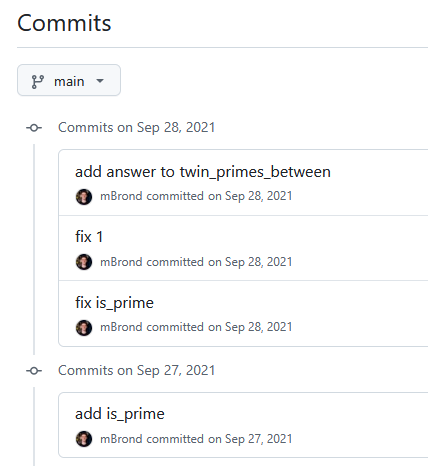 Commits
main
Commits on Sep 28, 2021
add answer to twin_primes_between
mBrond committed on Sep 28, 2021
fix 1
mBrond committed on Sep 28, 2021
fix is_prime
mBrond committed on Sep 28, 2021
Commits on Sep 27, 2021
add is_prime
mBrond committed on Sep 27, 2021